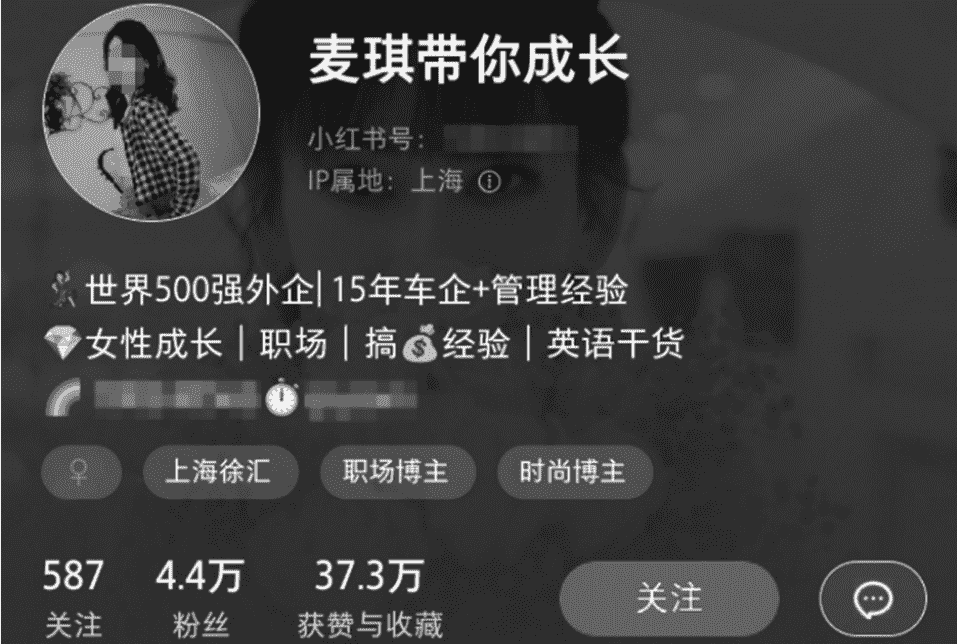 麦琪带你成长
小红书号：
IP属地：上海
世界500强外企| 15年车企+管理经验
女性成长｜职场｜搞💰经验｜英语干货
♀ 上海徐汇 职场博主 时尚博主
587 4.4万 37.3万
关注 粉丝 获赞与收藏 关注